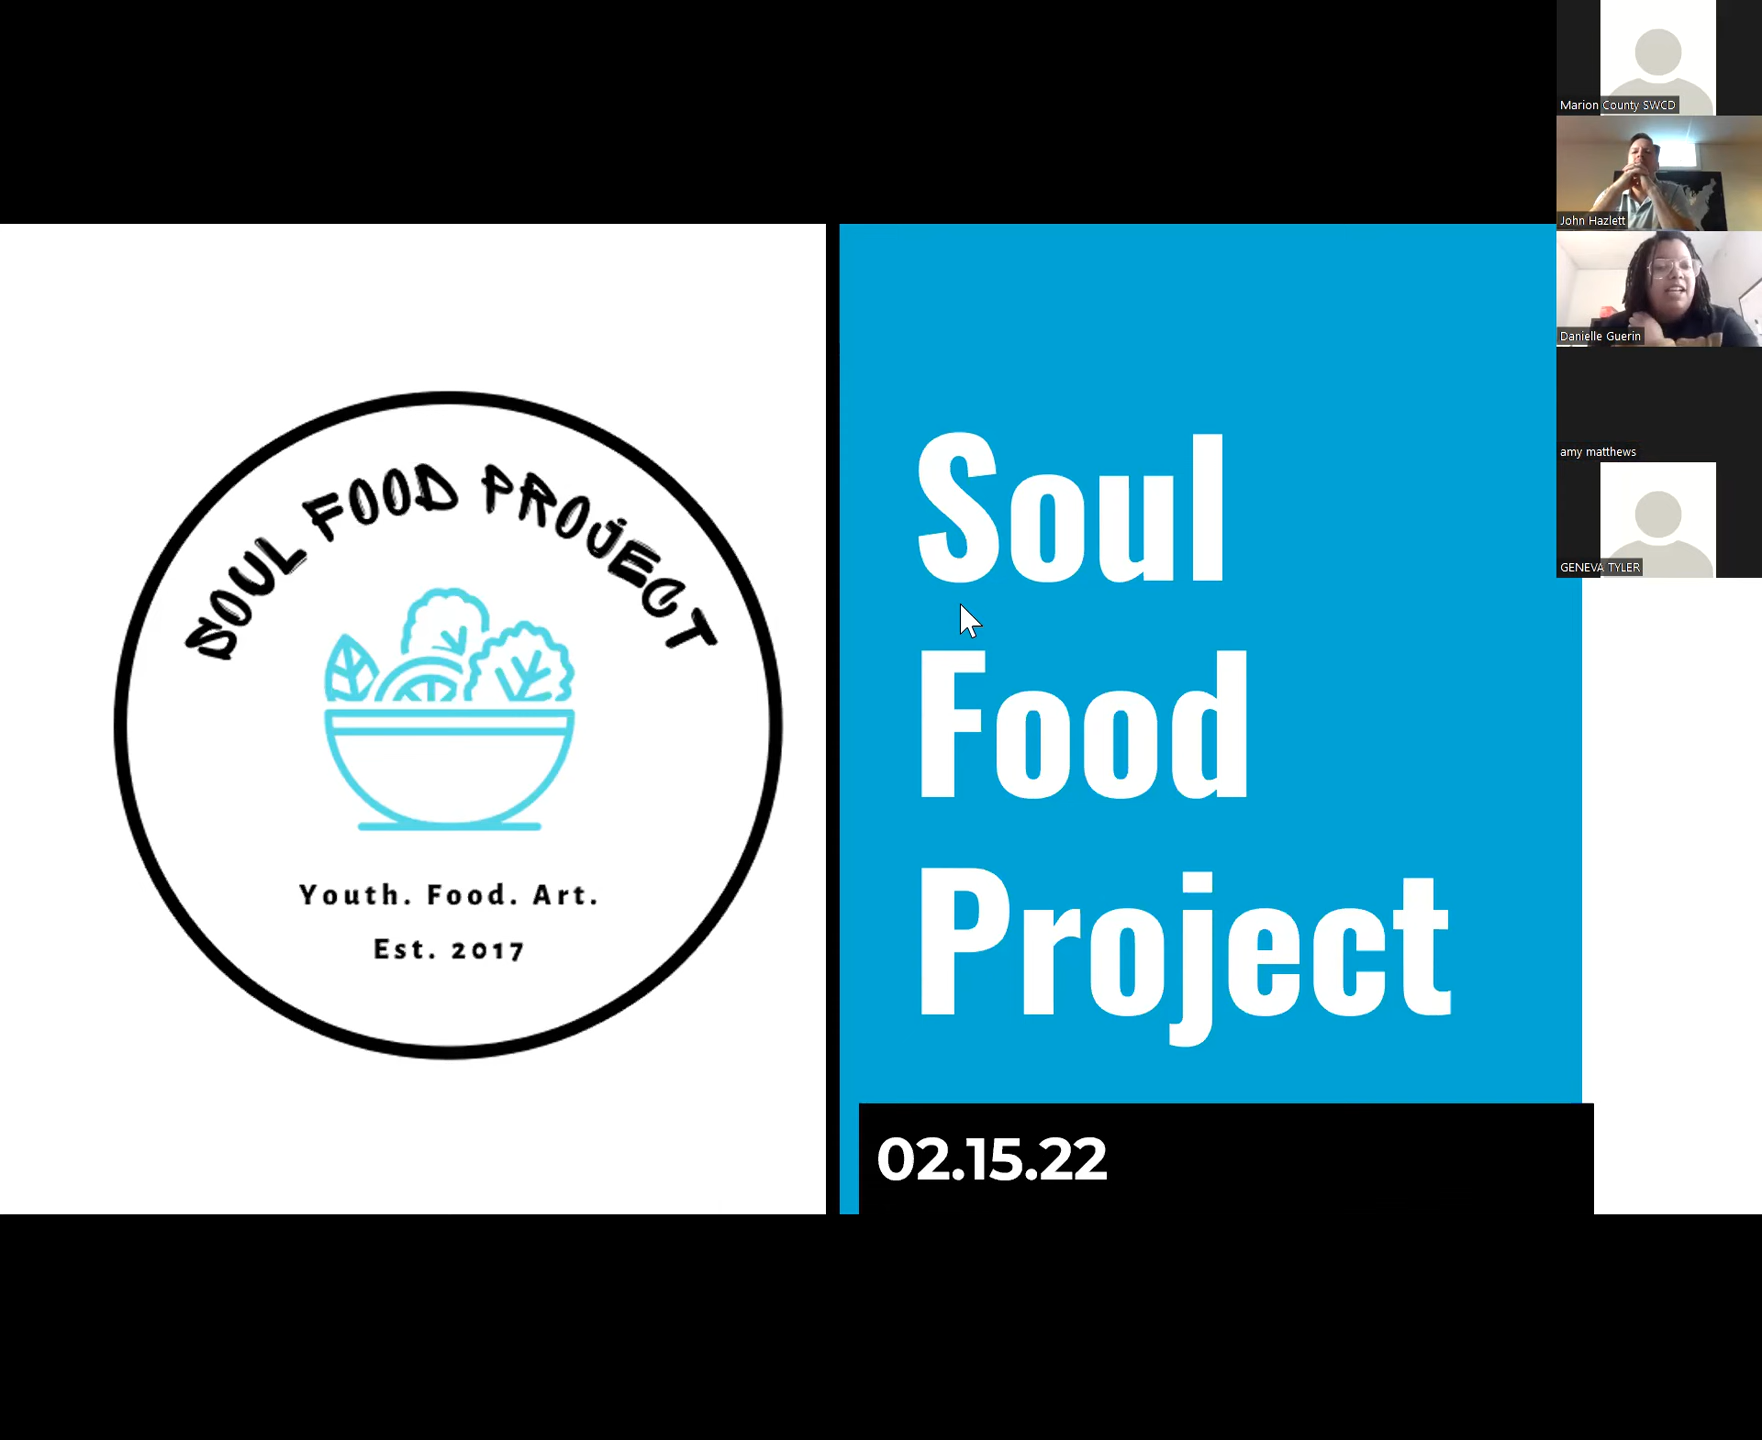 SOUL FOOD PROJECT
Youth. Food. Art.
Est. 2017
Soul
Food
Project
02.15.22
Marion County SWCD
John Hazlett
Danielle Guerin
amy matthews
GENEVA TYLER